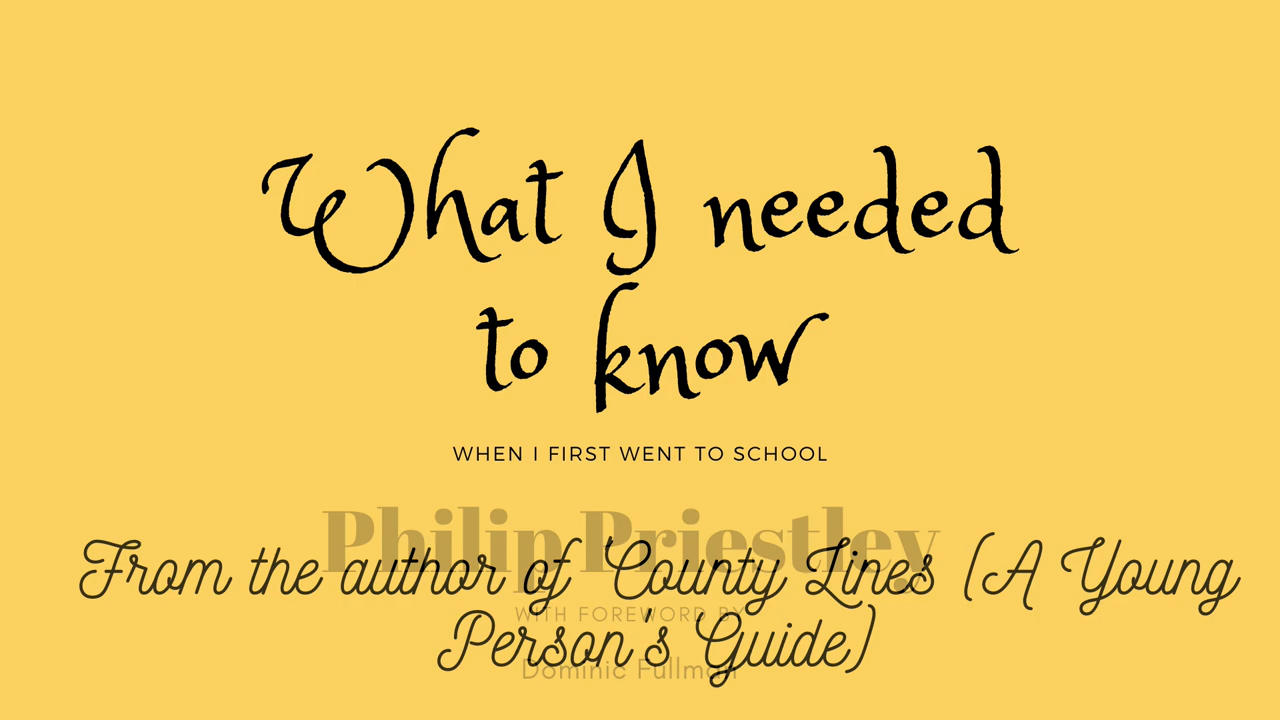 What I needed
to know
WHEN I FIRST WENT TO SCHOOL
Philip Priestley
From the author of 'County Lines (A Young
Person's Guide)
WITH FOREWORD BY
Dominic Fullman